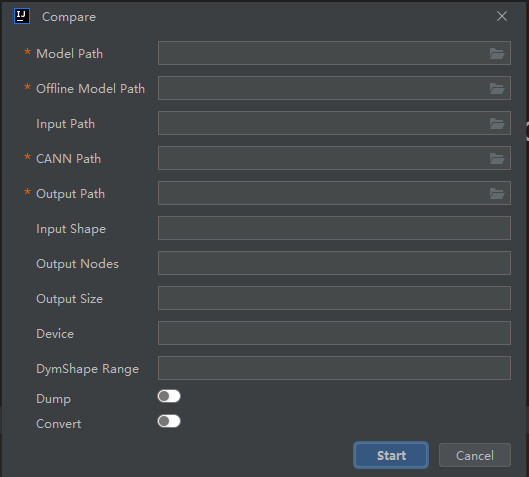 IJ Compare
* Model Path
* Offline Model Path
Input Path
* CANN Path
* Output Path
Input Shape
Output Nodes
Output Size
Device
DymShape Range
Dump
Convert
Start Cancel